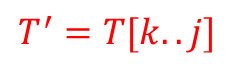 T′ = T[k..j]